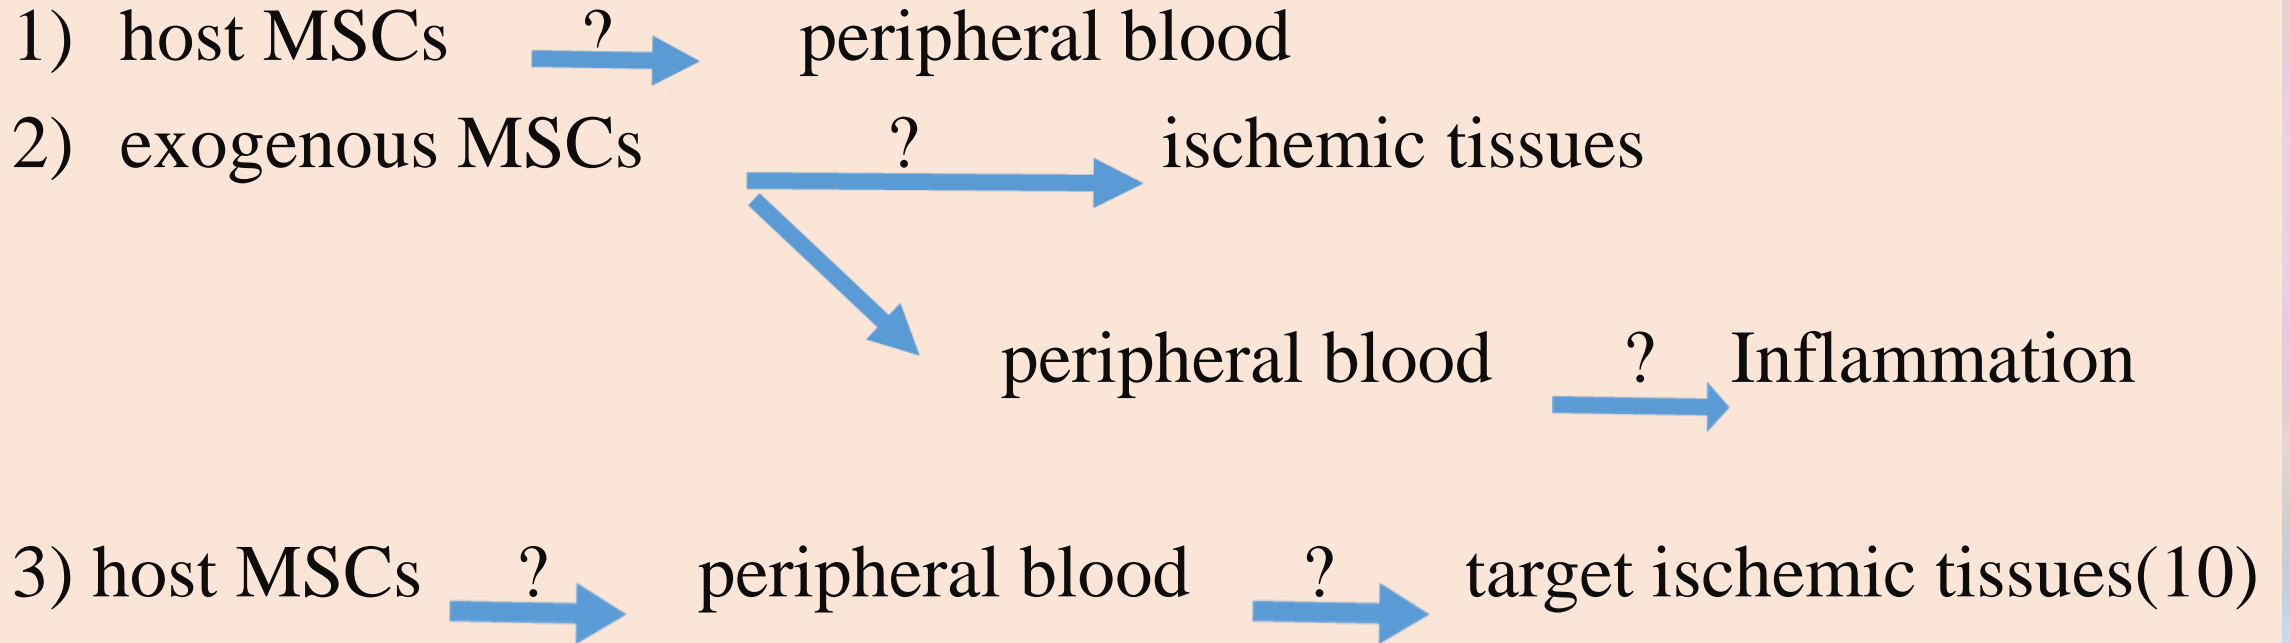 1) host MSCs ? peripheral blood
2) exogenous MSCs ? ischemic tissues
peripheral blood ? Inflammation
3) host MSCs ? peripheral blood ? target ischemic tissues(10)